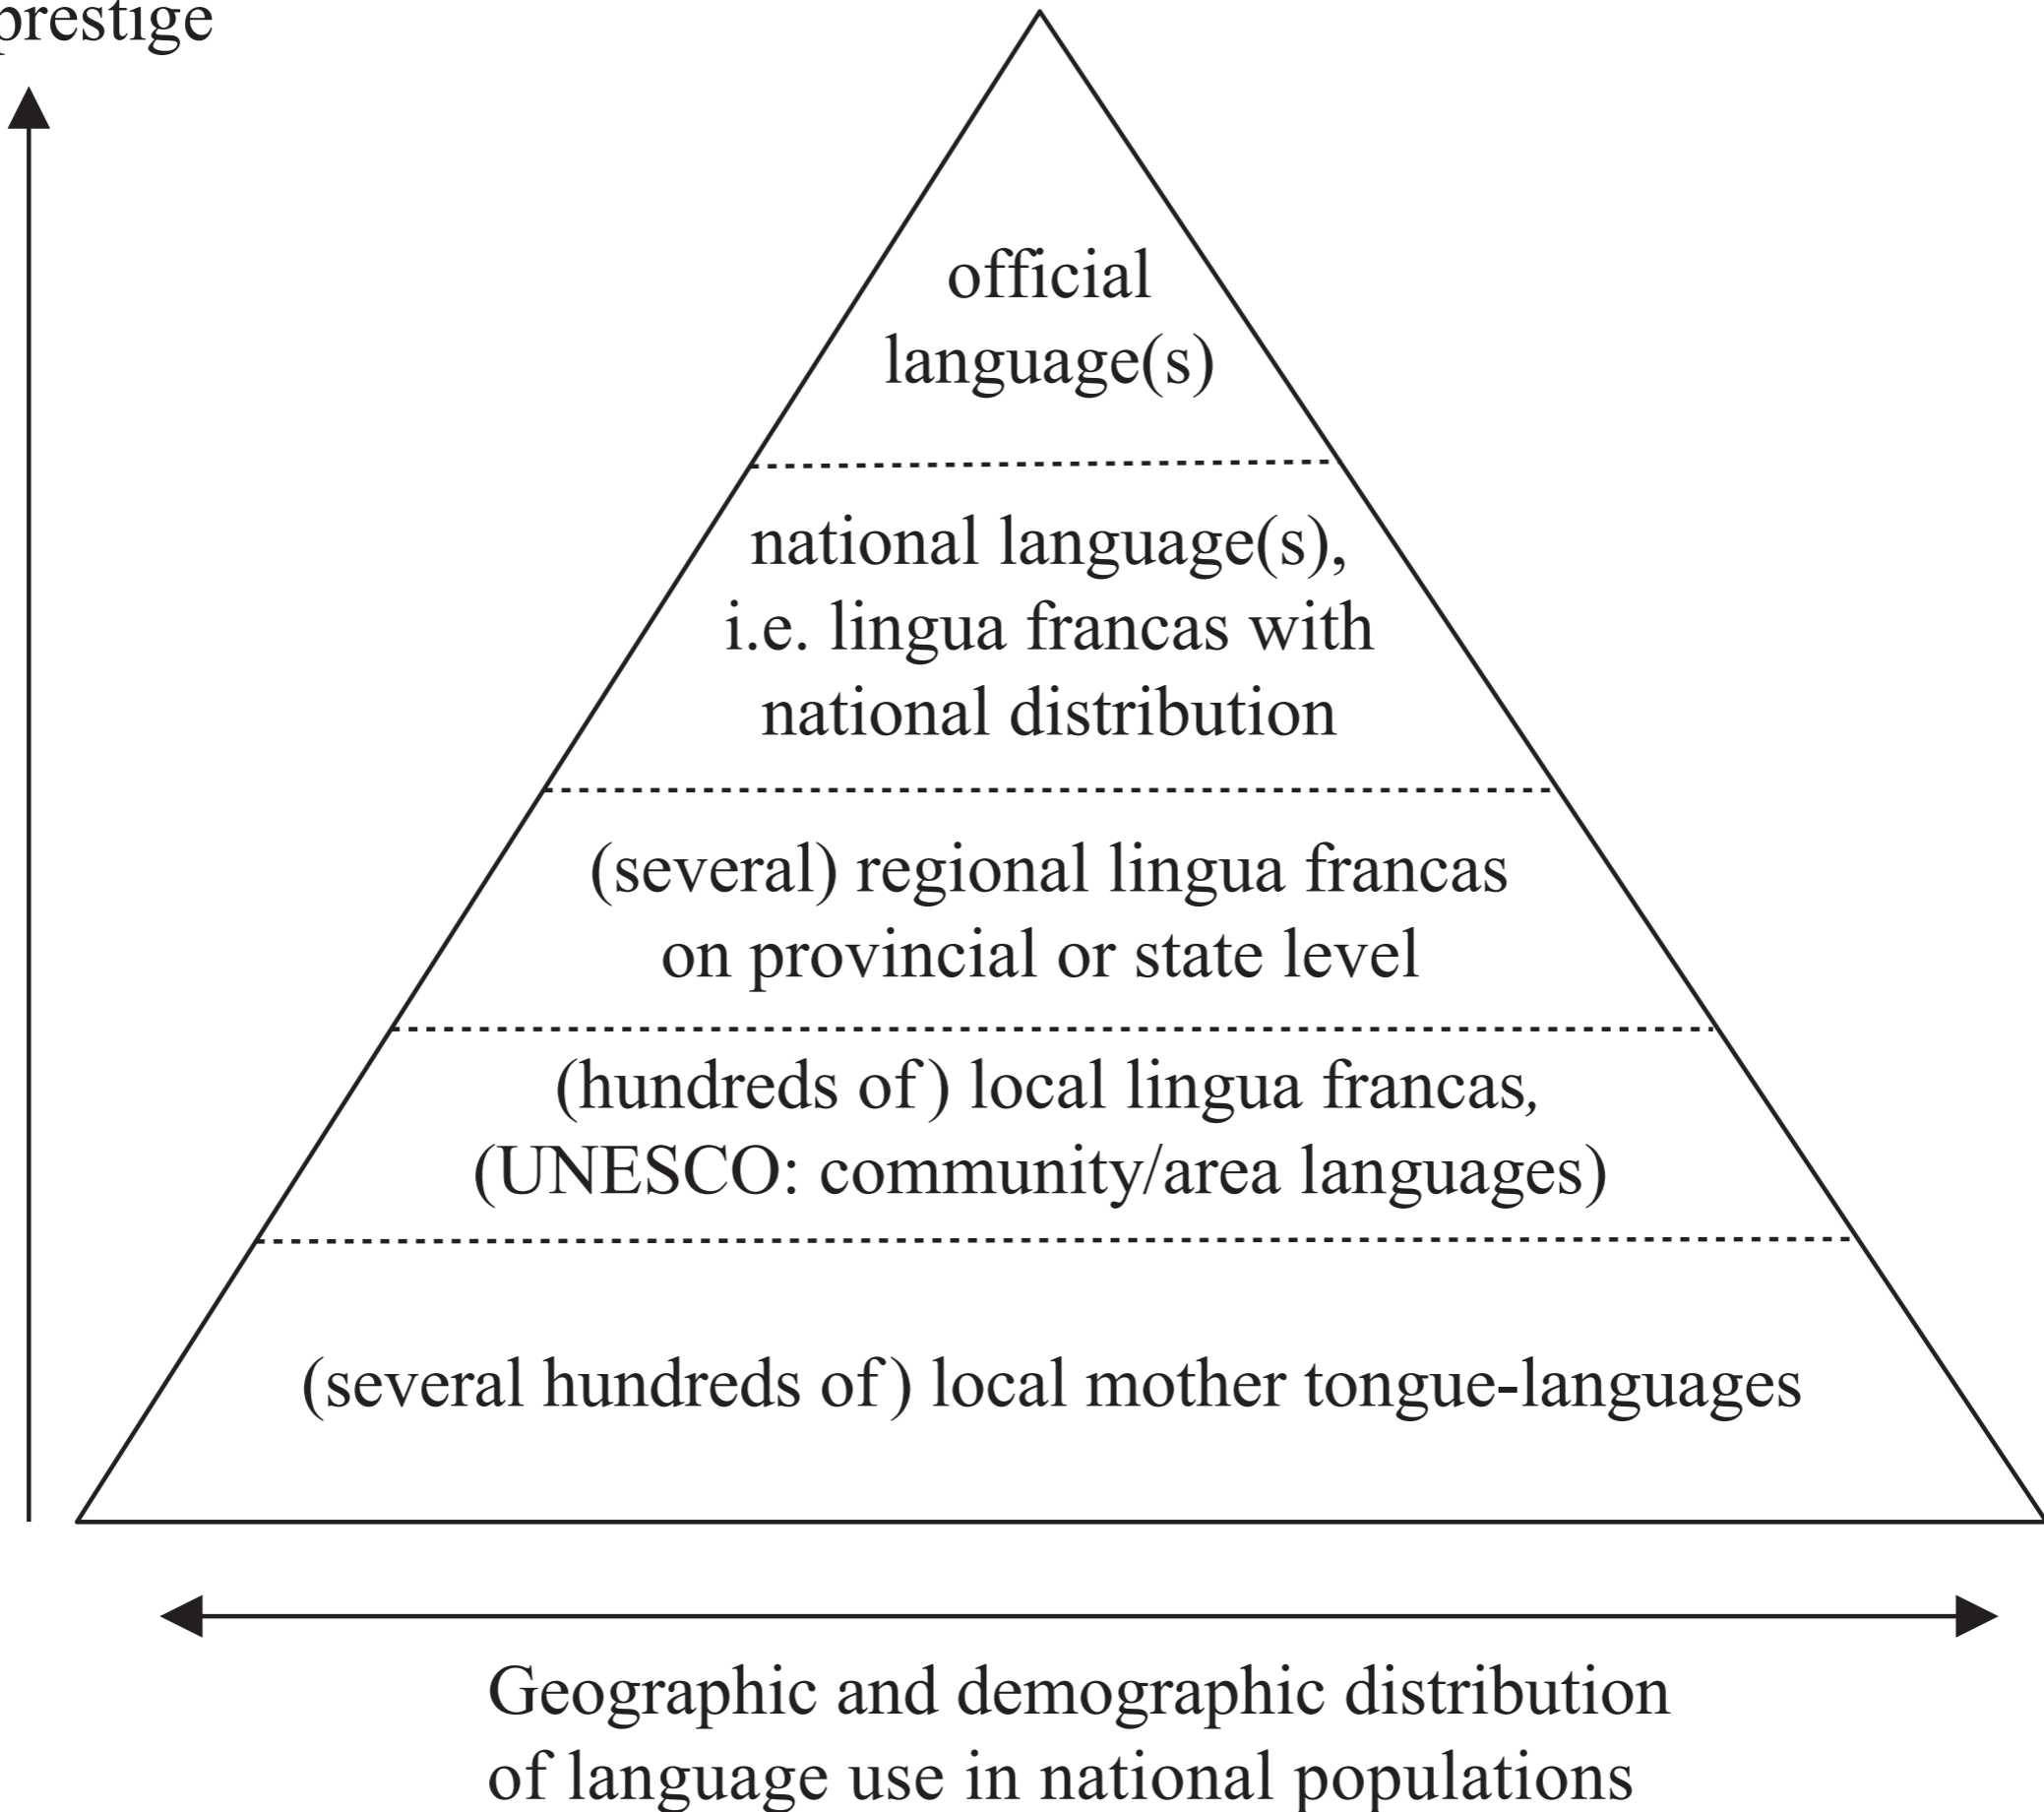 prestige
official
language(s)
national language(s),
i.e. lingua francas with
national distribution
(several) regional lingua francas
on provincial or state level
(hundreds of) local lingua francas,
(UNESCO: community/area languages)
(several hundreds of) local mother tongue-languages
Geographic and demographic distribution
of language use in national populations